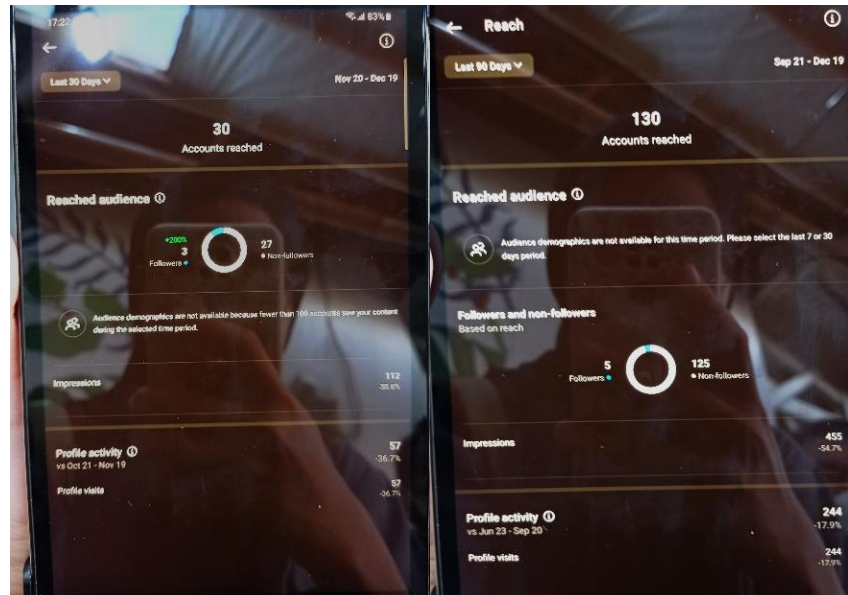 17:22
83%
Last 30 Days
Nov 20 - Dec 19
30
Accounts reached
Reached audience
+200%
3
Followers
27
Non-followers
Audience demographics are not available because fewer than 100 accounts saw your content
during the selected time period.
Impressions
112
Profile activity
57
vs Oct 21 - Nov 19
-36.7%
Profile visits
57
-36.7%
Reach
Last 90 Days
Sep 21 - Dec 19
130
Accounts reached
Reached audience
Audience demographics are not available for this time period. Please select the last 7 or 30
days period.
Followers and non-followers
Based on reach
5
Followers
125
Non-followers
Impressions
455
-54.7%
Profile activity
244
vs Jun 23 - Sep 20
-17.9%
Profile visits
244
-17.9%